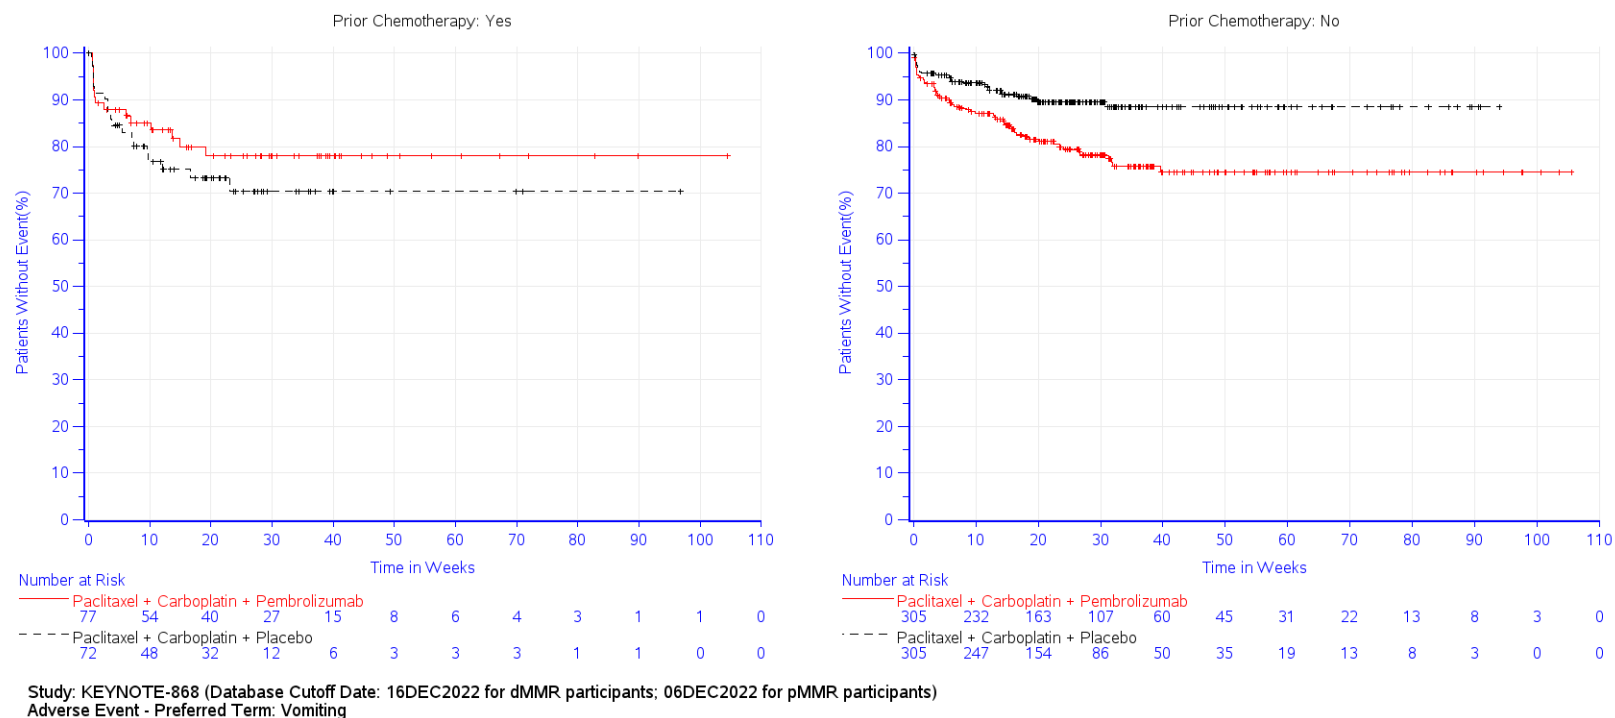 Prior Chemotherapy: Yes
100
90
80
70
60
50
40
30
20
10
0
Patients Without Event(%)
0 10 20 30 40 50 60 70 80 90 100 110
Time in Weeks
Number at Risk
Paclitaxel + Carboplatin + Pembrolizumab
77 54 40 27 15 8 6 4 3 1 1 0
Paclitaxel + Carboplatin + Placebo
72 48 32 12 6 3 3 3 1 1 0 0
Prior Chemotherapy: No
100
90
80
70
60
50
40
30
20
10
0
Patients Without Event(%)
0 10 20 30 40 50 60 70 80 90 100 110
Time in Weeks
Number at Risk
Paclitaxel + Carboplatin + Pembrolizumab
305 232 163 107 60 45 31 22 13 8 3 0
Paclitaxel + Carboplatin + Placebo
305 247 154 86 50 35 19 13 8 3 0 0
Study: KEYNOTE-868 (Database Cutoff Date: 16DEC2022 for dMMR participants; 06DEC2022 for pMMR participants)
Adverse Event - Preferred Term: Vomiting